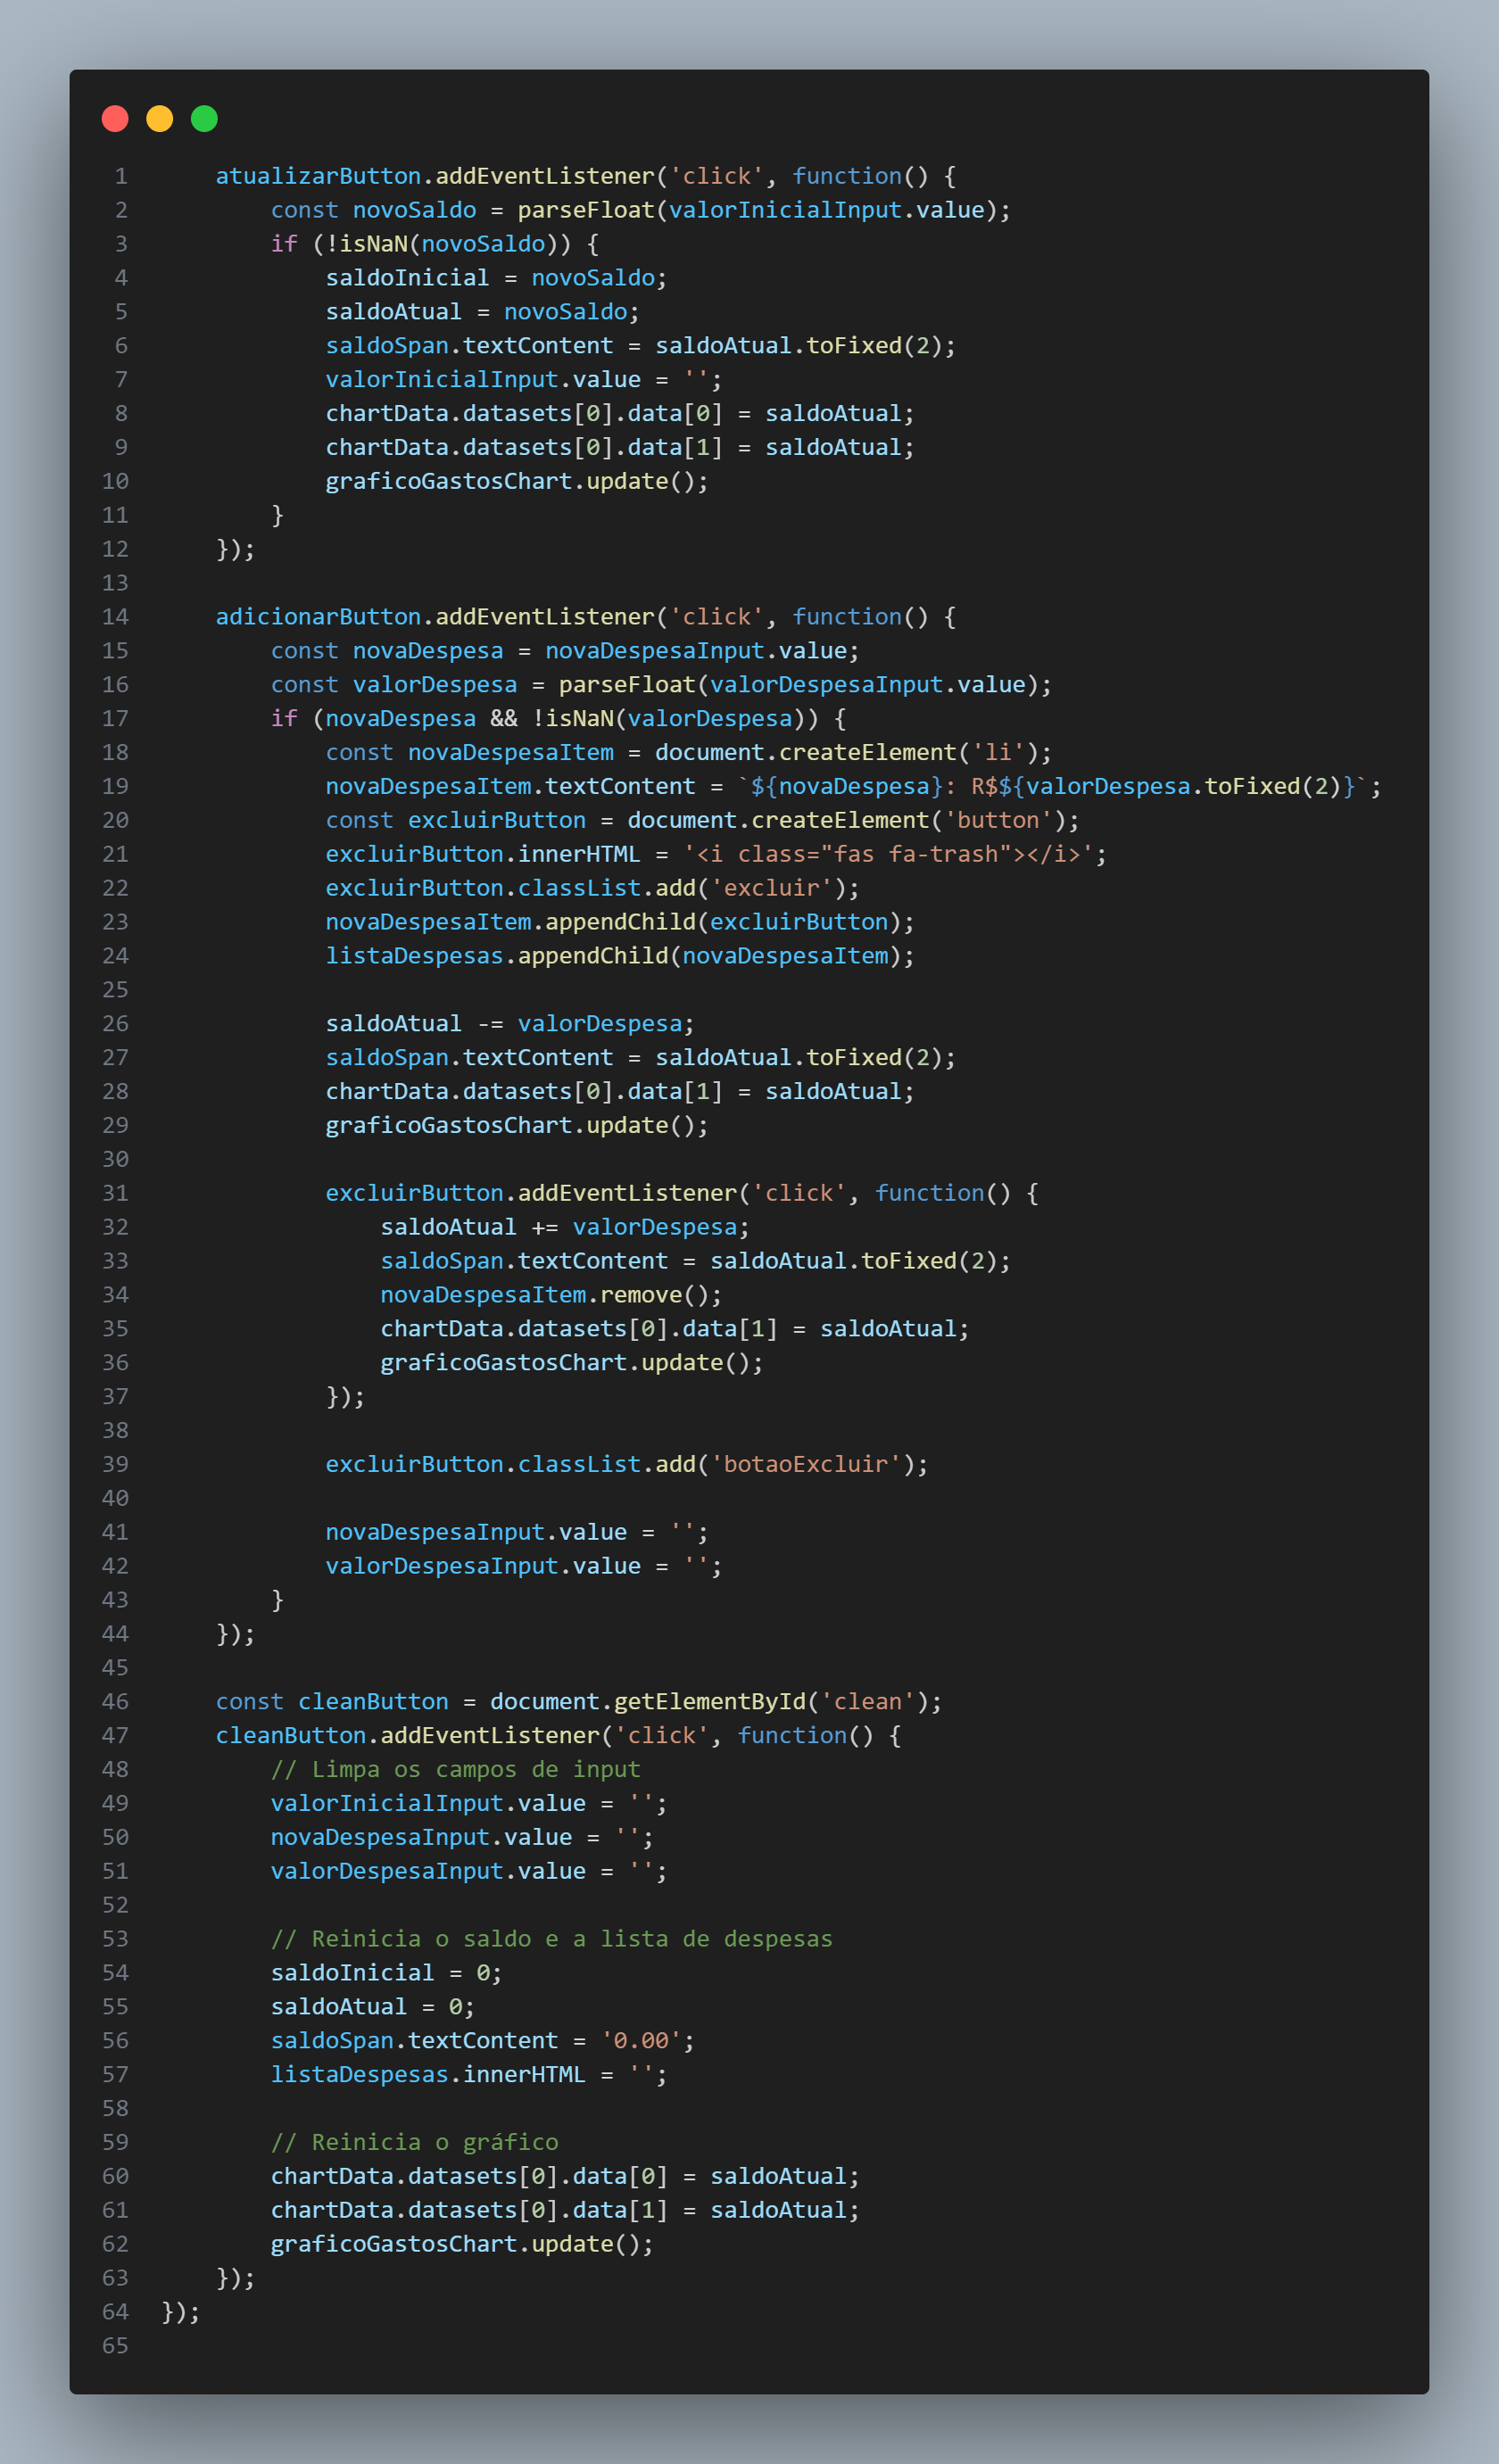 1 atualizarButton.addEventListener('click', function() {
2 const novoSaldo = parseFloat(valorInicialInput.value);
3 if (!isNaN(novoSaldo)) {
4 saldoInicial = novoSaldo;
5 saldoAtual = novoSaldo;
6 saldoSpan.textContent = saldoAtual.toFixed(2);
7 valorInicialInput.value = '';
8 chartData.datasets[0].data[0] = saldoAtual;
9 chartData.datasets[0].data[1] = saldoAtual;
10 graficoGastosChart.update();
11 }
12 });
13
14 adicionarButton.addEventListener('click', function() {
15 const novaDespesa = novaDespesaInput.value;
16 const valorDespesa = parseFloat(valorDespesaInput.value);
17 if (novaDespesa && !isNaN(valorDespesa)) {
18 const novaDespesaItem = document.createElement('li');
19 novaDespesaItem.textContent = `${novaDespesa}: R$${valorDespesa.toFixed(2)}`;
20 const excluirButton = document.createElement('button');
21 excluirButton.innerHTML = '<i class="fas fa-trash"></i>';
22 excluirButton.classList.add('excluir');
23 novaDespesaItem.appendChild(excluirButton);
24 listaDespesas.appendChild(novaDespesaItem);
25
26 saldoAtual -= valorDespesa;
27 saldoSpan.textContent = saldoAtual.toFixed(2);
28 chartData.datasets[0].data[1] = saldoAtual;
29 graficoGastosChart.update();
30
31 excluirButton.addEventListener('click', function() {
32 saldoAtual += valorDespesa;
33 saldoSpan.textContent = saldoAtual.toFixed(2);
34 novaDespesaItem.remove();
35 chartData.datasets[0].data[1] = saldoAtual;
36 graficoGastosChart.update();
37 });
38
39 excluirButton.classList.add('botaoExcluir');
40
41 novaDespesaInput.value = '';
42 valorDespesaInput.value = '';
43 }
44 });
45
46 const cleanButton = document.getElementById('clean');
47 cleanButton.addEventListener('click', function() {
48 // Limpa os campos de input
49 valorInicialInput.value = '';
50 novaDespesaInput.value = '';
51 valorDespesaInput.value = '';
52
53 // Reinicia o saldo e a lista de despesas
54 saldoInicial = 0;
55 saldoAtual = 0;
56 saldoSpan.textContent = '0.00';
57 listaDespesas.innerHTML = '';
58
59 // Reinicia o gráfico
60 chartData.datasets[0].data[0] = saldoAtual;
61 chartData.datasets[0].data[1] = saldoAtual;
62 graficoGastosChart.update();
63 });
64 });
65